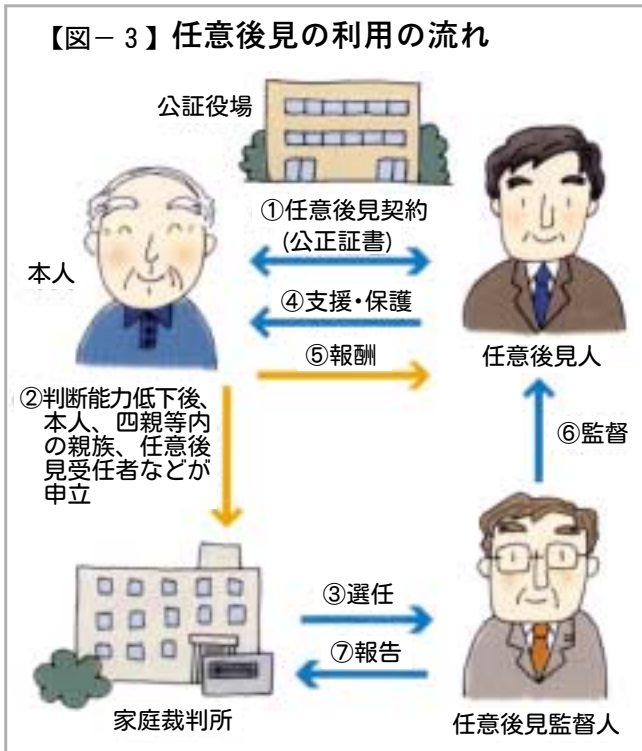 【図－3】任意後見の利用の流れ
公証役場
①任意後見契約
(公正証書)
本人
④支援・保護
⑤報酬
任意後見人
②判断能力低下後、
本人、四親等内
の親族、任意後
見受任者などが
申立
⑥監督
③選任
⑦報告
家庭裁判所
任意後見監督人